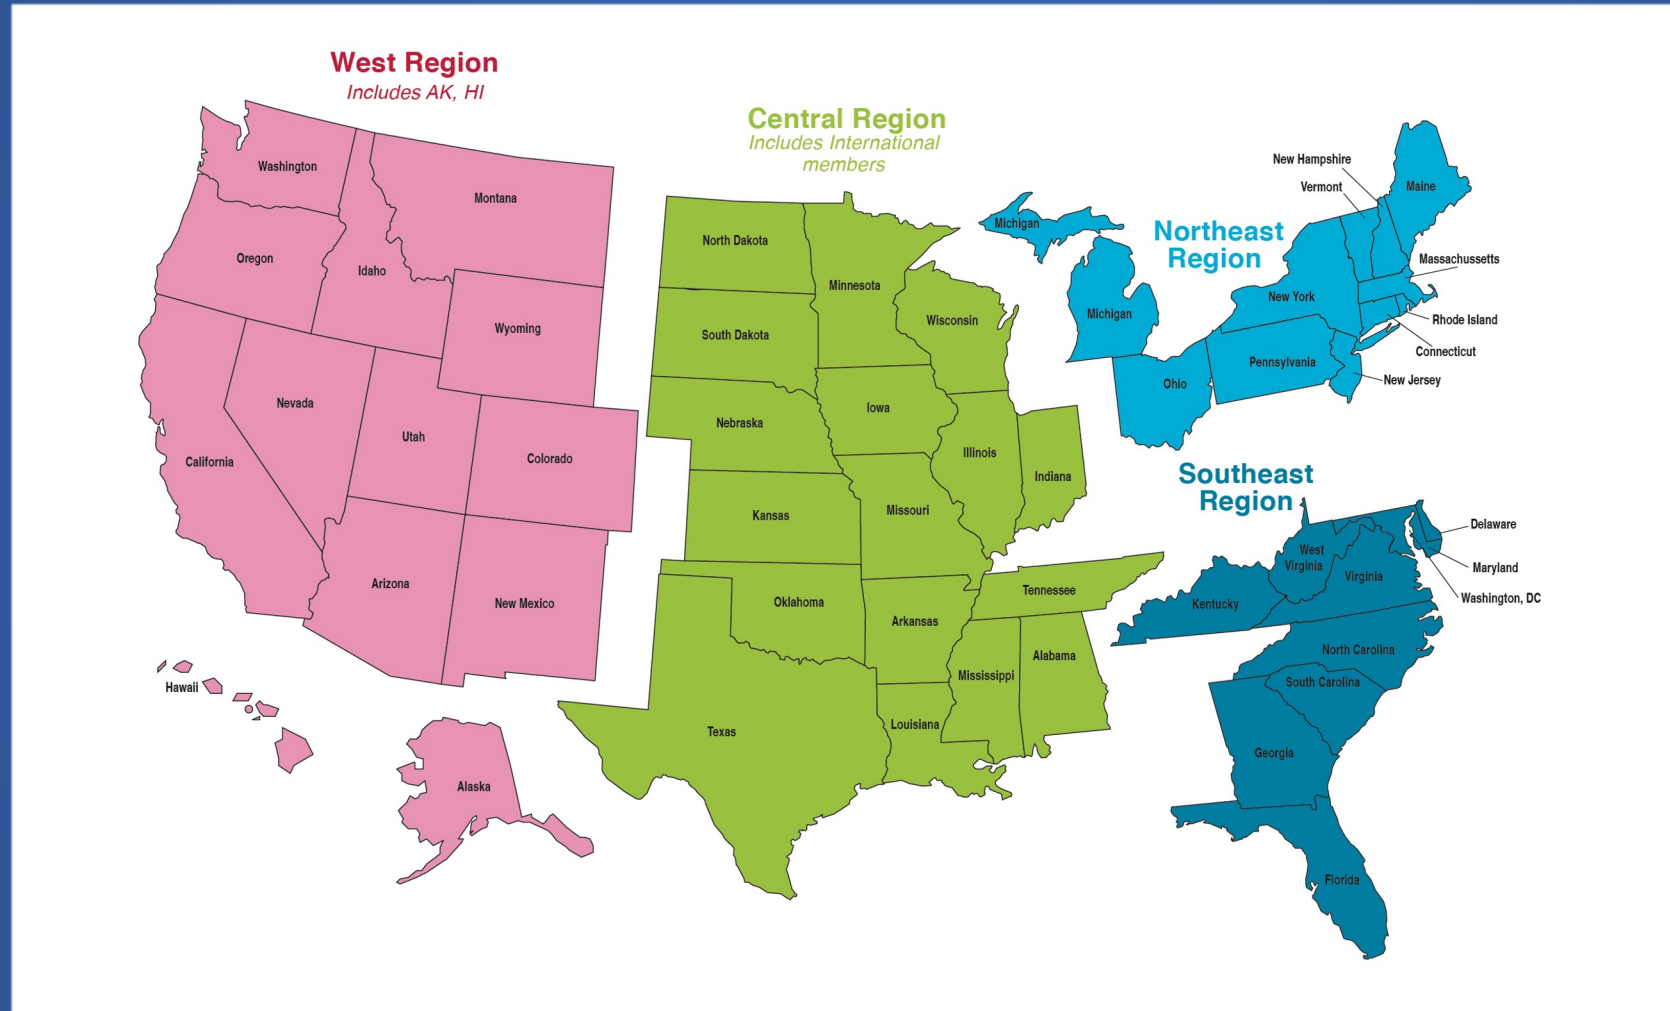 West Region
Includes AK, HI
Washington
Montana
Oregon
Idaho
Wyoming
Nevada
Utah
Colorado
California
Arizona
New Mexico
Hawaii
Alaska
Central Region
Includes International
members
North Dakota
Minnesota
South Dakota
Wisconsin
Nebraska
Iowa
Illinois
Indiana
Kansas
Missouri
Oklahoma
Arkansas
Tennessee
Mississippi
Alabama
Texas
Louisiana
Northeast
Region
Michigan
Michigan
Ohio
New Hampshire
Vermont
Maine
Massachussetts
New York
Rhode Island
Connecticut
Pennsylvania
New Jersey
Southeast
Region
Delaware
West
Virginia
Virginia
Maryland
Washington, DC
Kentucky
North Carolina
South Carolina
Georgia
Florida